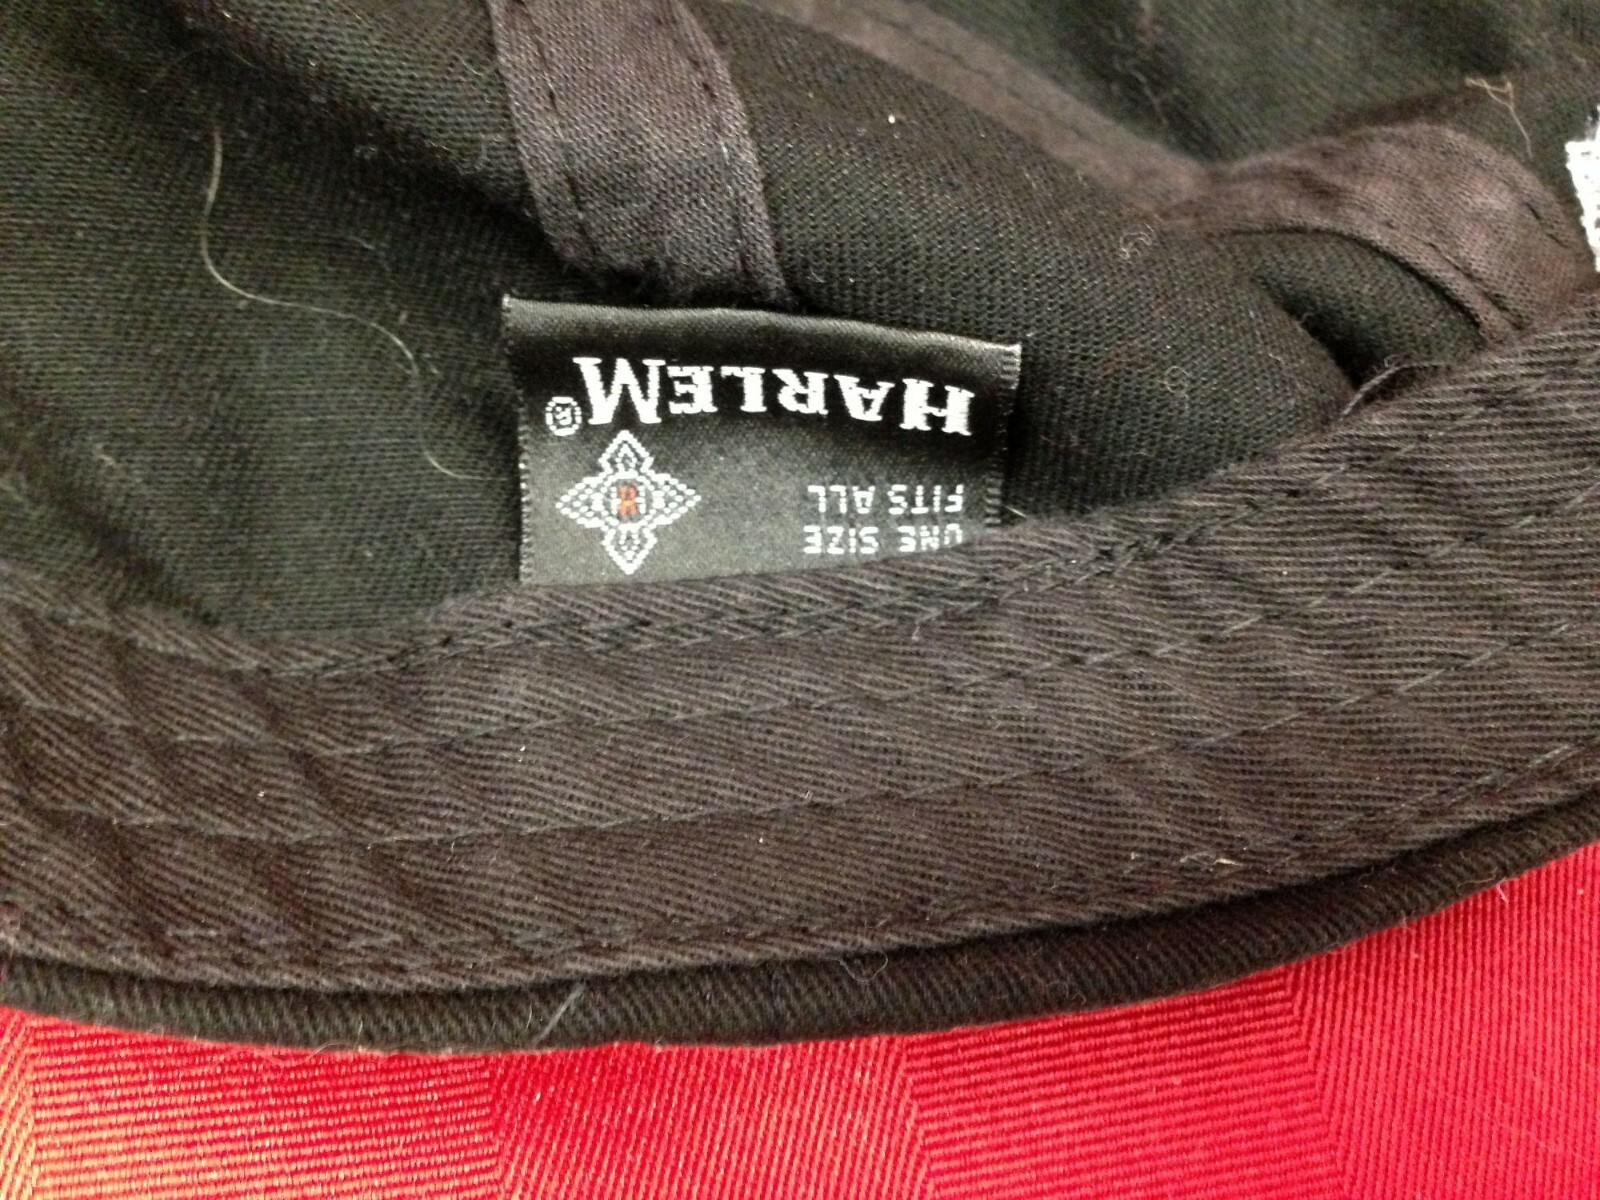 ONE SIZE
FITS ALL
HARLEM®
H